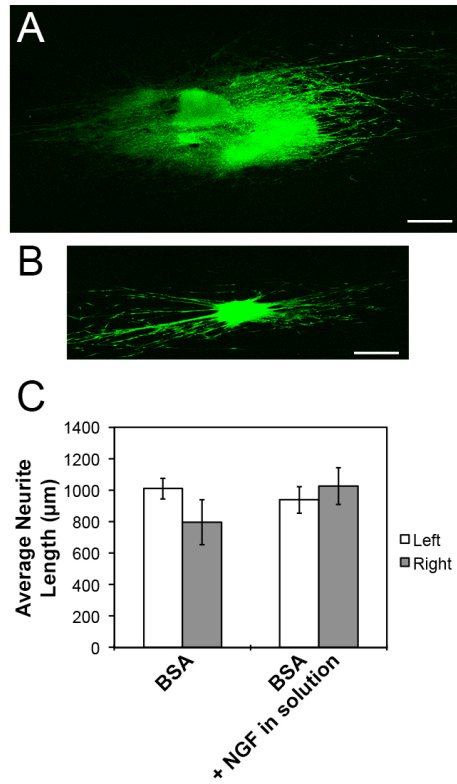 A
B
C
1400
1200
1000
800
600
400
200
0
Average Neurite
Length (μm)
Left
Right
BSA
BSA
+ NGF in solution